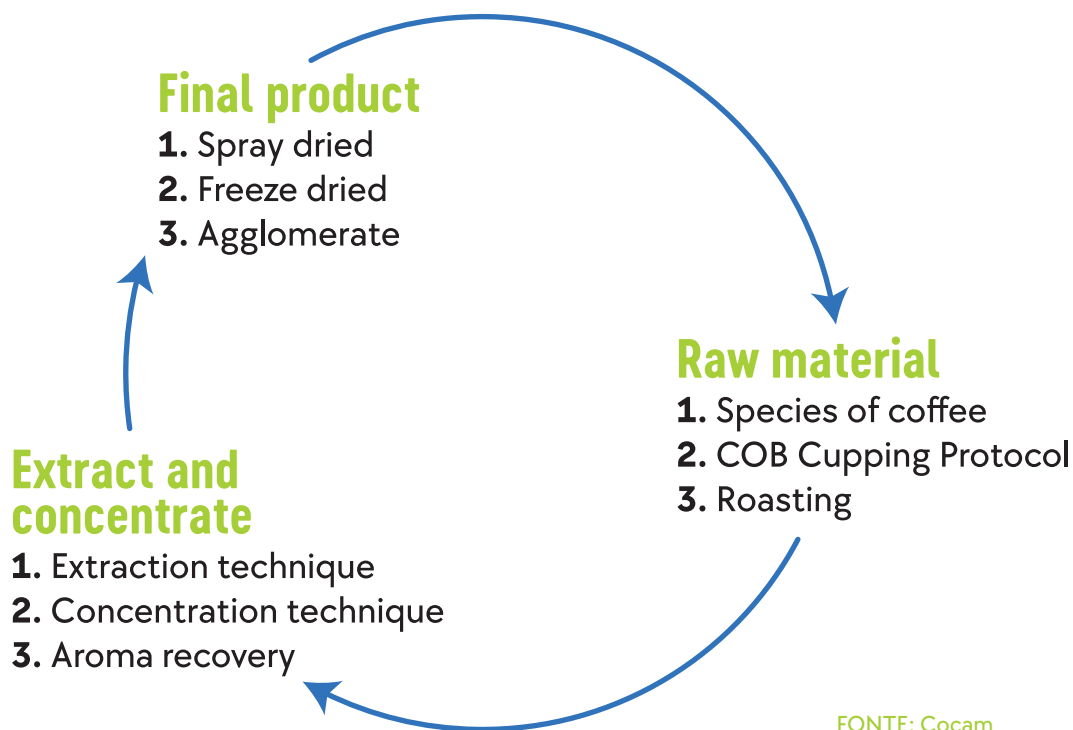 Final product
1. Spray dried
2. Freeze dried
3. Agglomerate
Raw material
1. Species of coffee
2. COB Cupping Protocol
3. Roasting
Extract and
concentrate
1. Extraction technique
2. Concentration technique
3. Aroma recovery
FONTE: Cocam